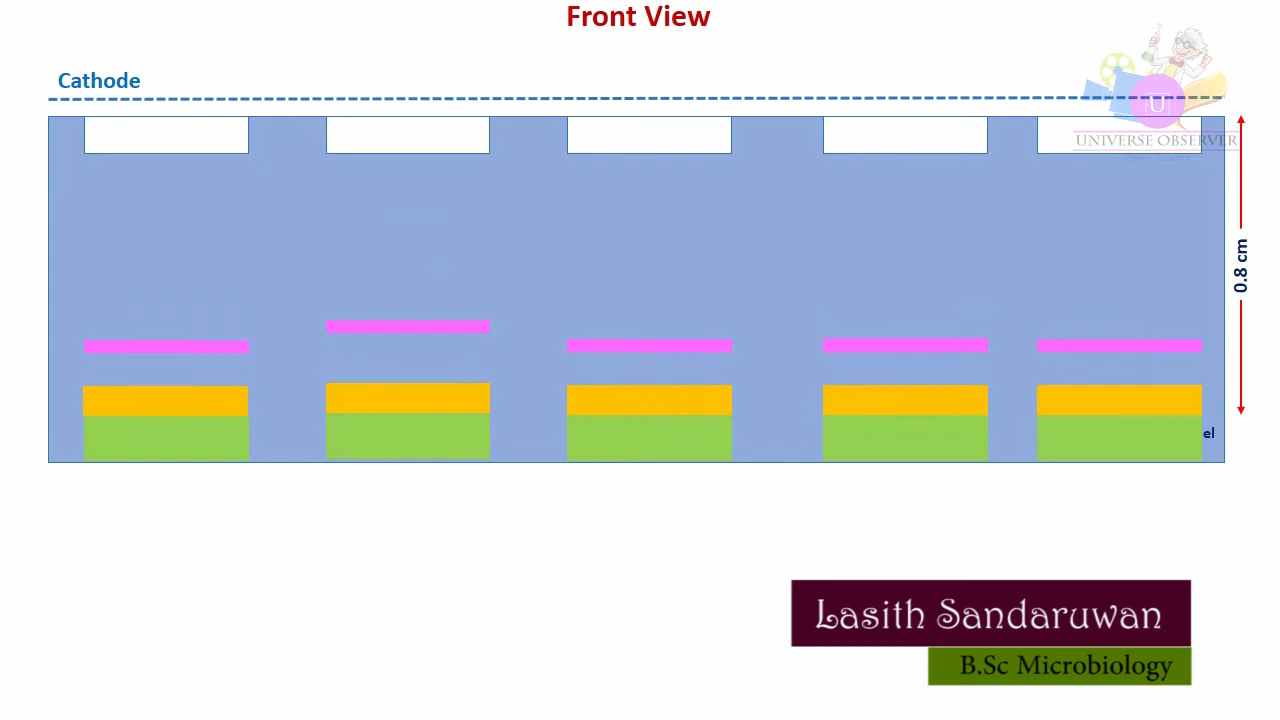 Front View
Cathode
U
UNIVERSE OBSERVER
0.8 cm
el
Lasith Sandaruwan
B.Sc Microbiology